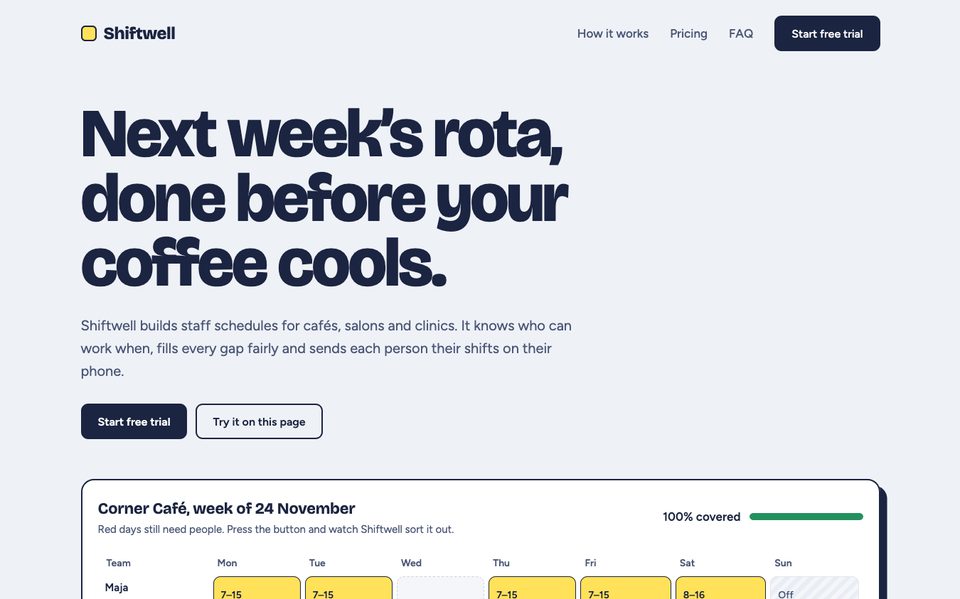 Shiftwell
How it works
Pricing
FAQ
Start free trial
Next week’s rota,
done before your
coffee cools.
Shiftwell builds staff schedules for cafés, salons and clinics. It knows who can
work when, fills every gap fairly and sends each person their shifts on their
phone.
Start free trial
Try it on this page
Corner Café, week of 24 November
Red days still need people. Press the button and watch Shiftwell sort it out.
100% covered
Team Mon Tue Wed Thu Fri Sat Sun
Maja
7–15 7–15 7–15 7–15 8–16 Off